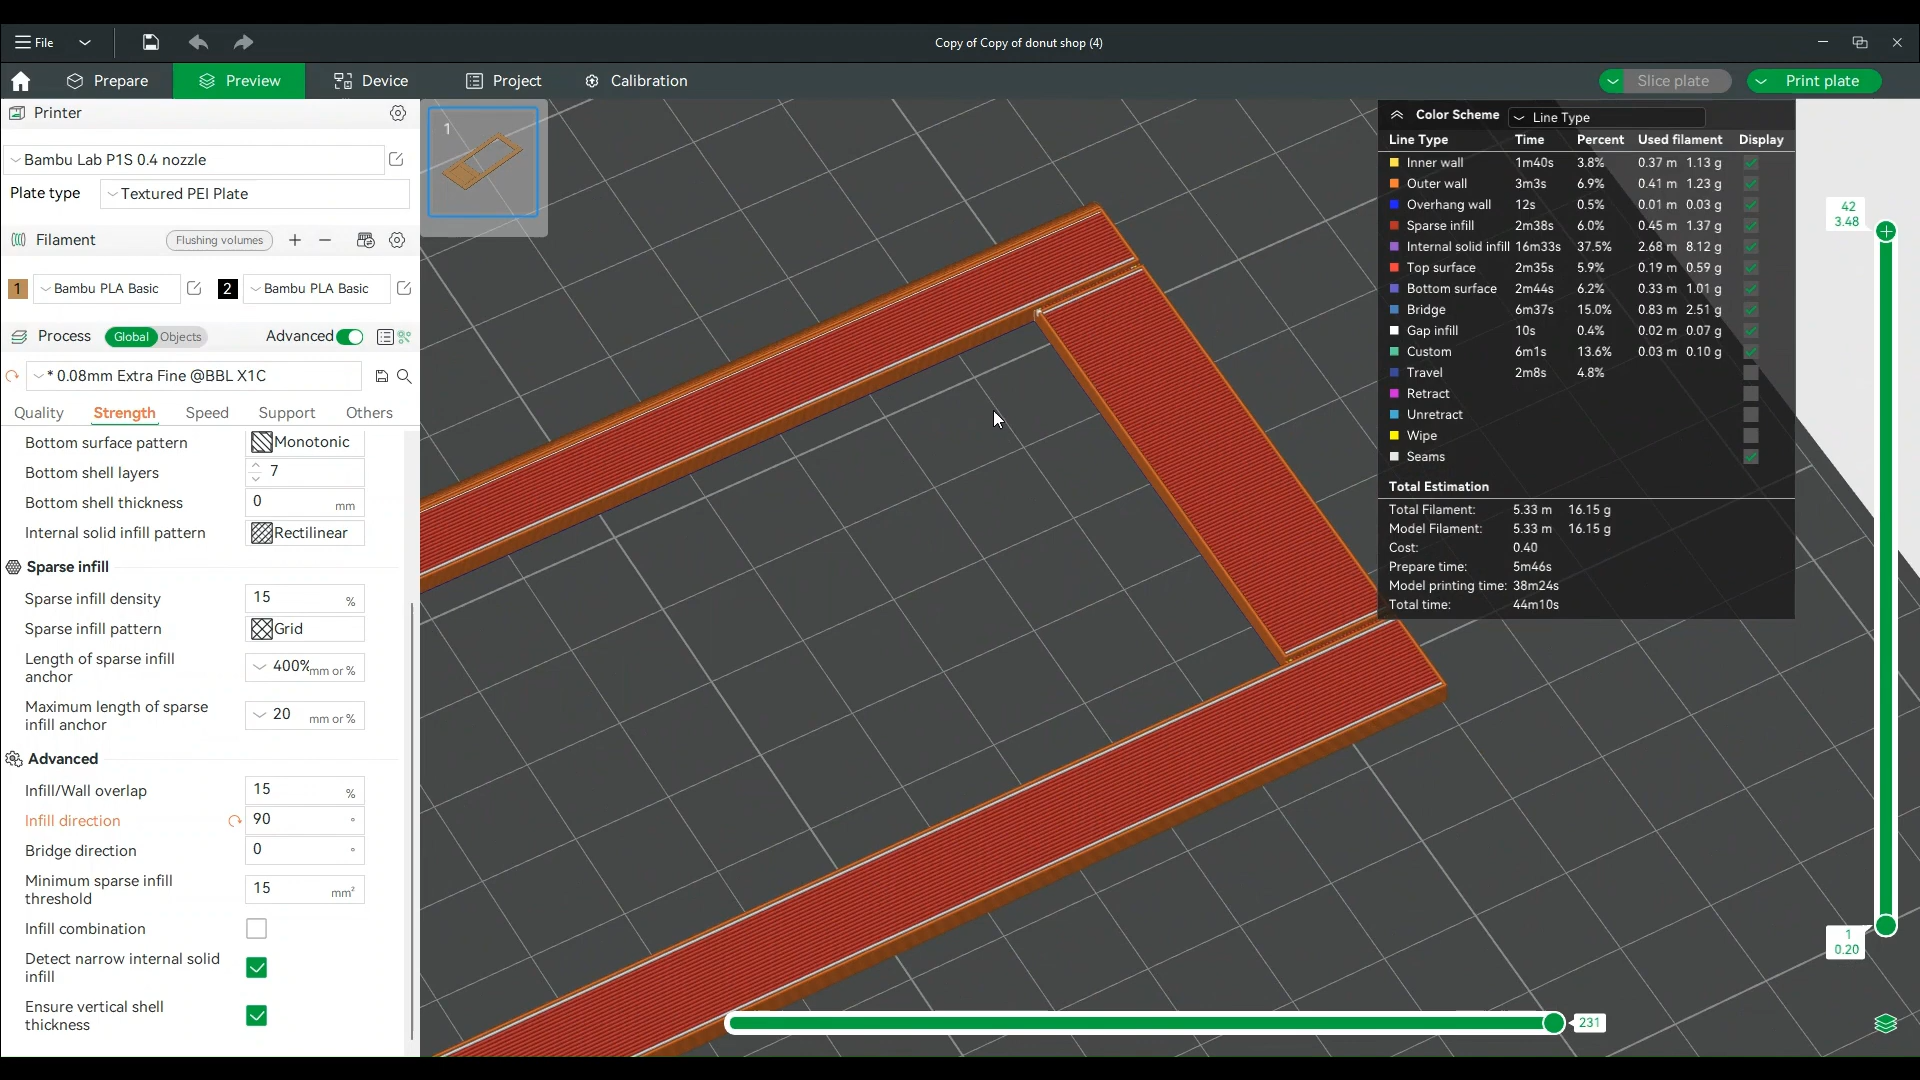 File
Copy of Copy of donut shop (4)
Prepare
Preview
Device
Project
Calibration
Slice plate
Print plate
Printer
Bambu Lab P1S 0.4 nozzle
Plate type
Textured PEI Plate
Filament
Flushing volumes
1
Bambu PLA Basic
2
Bambu PLA Basic
Process
Global
Objects
Advanced
* 0.08mm Extra Fine @BBL X1C
Quality
Strength
Speed
Support
Others
Bottom surface pattern
Monotonic
Bottom shell layers
7
Bottom shell thickness
0 mm
Internal solid infill pattern
Rectilinear
Sparse infill
Sparse infill density
15 %
Sparse infill pattern
Grid
Length of sparse infill
anchor
400% mm or %
Maximum length of sparse
infill anchor
20 mm or %
Advanced
Infill/Wall overlap
15 %
Infill direction
90 °
Bridge direction
0 °
Minimum sparse infill
threshold
15 mm²
Infill combination
Detect narrow internal solid
infill
Ensure vertical shell
thickness
1
Color Scheme
Line Type
Line Type Time Percent Used filament Display
Inner wall 1m40s 3.8% 0.37 m 1.13 g
Outer wall 3m3s 6.9% 0.41 m 1.23 g
Overhang wall 12s 0.5% 0.01 m 0.03 g
Sparse infill 2m38s 6.0% 0.45 m 1.37 g
Internal solid infill 16m33s 37.5% 2.68 m 8.12 g
Top surface 2m35s 5.9% 0.19 m 0.59 g
Bottom surface 2m44s 6.2% 0.33 m 1.01 g
Bridge 6m37s 15.0% 0.83 m 2.51 g
Gap infill 10s 0.4% 0.02 m 0.07 g
Custom 6m1s 13.6% 0.03 m 0.10 g
Travel 2m8s 4.8%
Retract
Unretract
Wipe
Seams
Total Estimation
Total Filament: 5.33 m 16.15 g
Model Filament: 5.33 m 16.15 g
Cost: 0.40
Prepare time: 5m46s
Model printing time: 38m24s
Total time: 44m10s
42
3.48
1
0.20
231